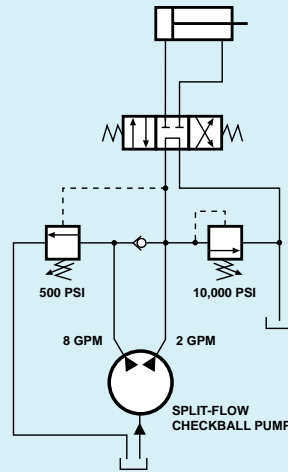 500 PSI
10,000 PSI
8 GPM
2 GPM
SPLIT-FLOW
CHECKBALL PUMP